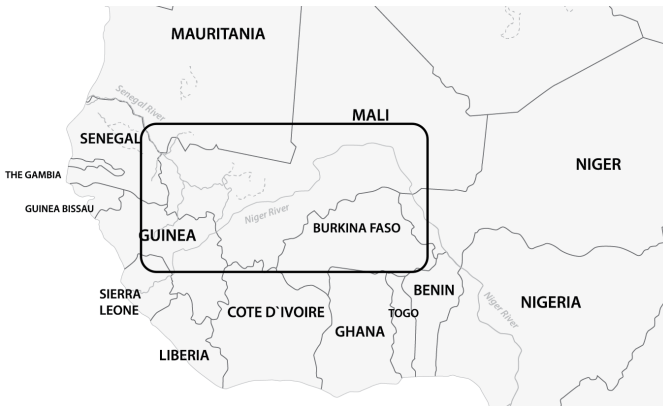 MAURITANIA
Senegal River
MALI
SENEGAL
NIGER
THE GAMBIA
GUINEA BISSAU
Niger River
GUINEA
BURKINA FASO
SIERRA
LEONE
COTE D`IVOIRE
BENIN
NIGERIA
Niger River
TOGO
GHANA
LIBERIA